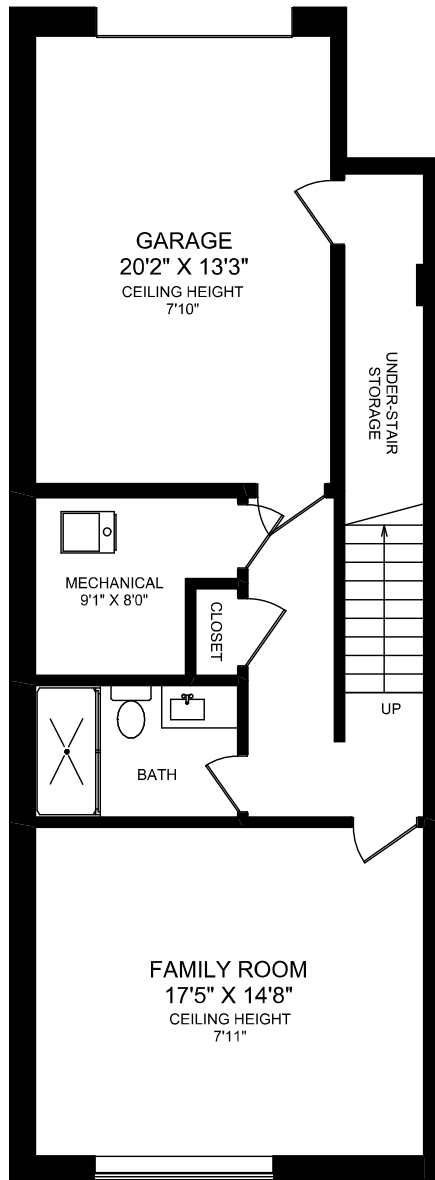 GARAGE
20'2" X 13'3"
CEILING HEIGHT
7'10"
UNDER-STAIR
STORAGE
MECHANICAL
9'1" X 8'0"
CLOSET
UP
BATH
FAMILY ROOM
17'5" X 14'8"
CEILING HEIGHT
7'11"